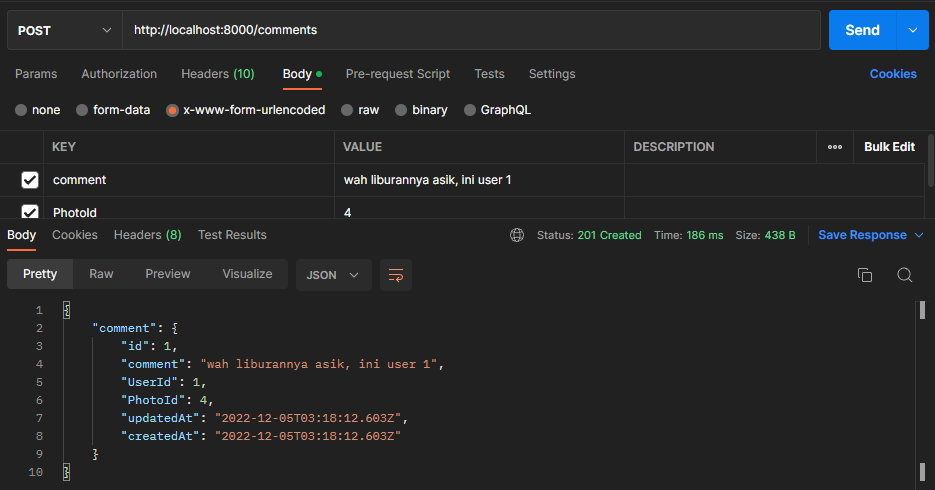 POST http://localhost:8000/comments Send
Params Authorization Headers (10) Body Pre-request Script Tests Settings Cookies
none form-data x-www-form-urlencoded raw binary GraphQL
KEY VALUE DESCRIPTION Bulk Edit
comment wah liburannya asik, ini user 1
PhotoId 4
Body Cookies Headers (8) Test Results Status: 201 Created Time: 186 ms Size: 438 B Save Response
Pretty Raw Preview Visualize JSON
1 {
2 "comment": {
3 "id": 1,
4 "comment": "wah liburannya asik, ini user 1",
5 "UserId": 1,
6 "PhotoId": 4,
7 "updatedAt": "2022-12-05T03:18:12.603Z",
8 "createdAt": "2022-12-05T03:18:12.603Z"
9 }
10 }